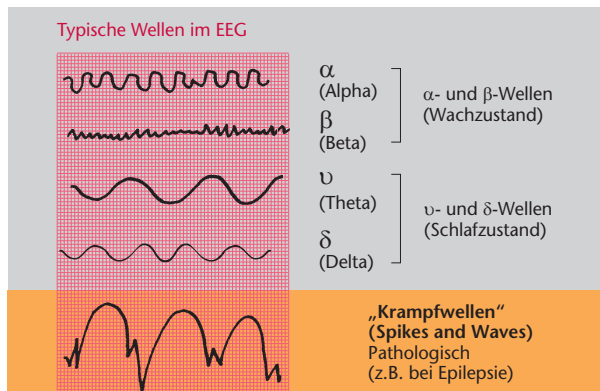 Typische Wellen im EEG
α
(Alpha)
β
(Beta)
α- und β-Wellen
(Wachzustand)
υ
(Theta)
δ
(Delta)
υ- und δ-Wellen
(Schlafzustand)
„Krampfwellen“
(Spikes and Waves)
Pathologisch
(z.B. bei Epilepsie)